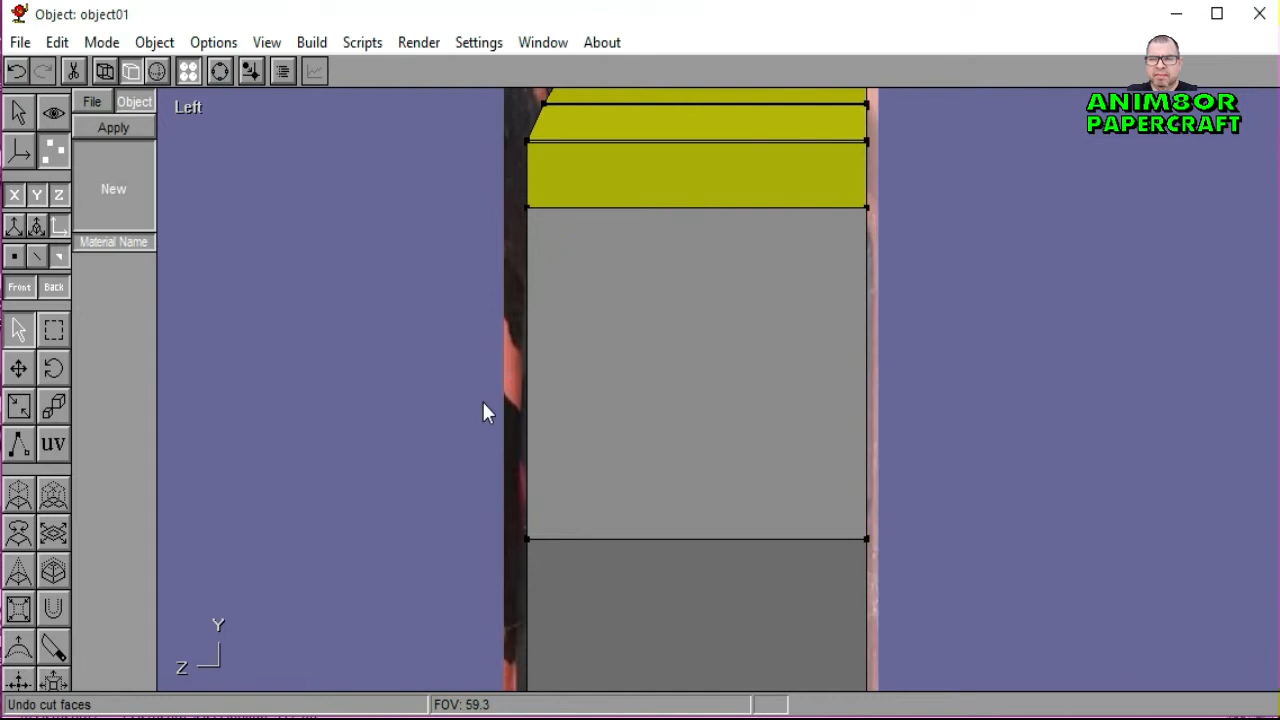 Object: object01
File Edit Mode Object Options View Build Scripts Render Settings Window About
ANIM8OR
PAPERCRAFT
File Object
Left
Apply
New
X Y Z
Material Name
Front Back
uv
Y
Z
Undo cut faces
FOV: 59.3